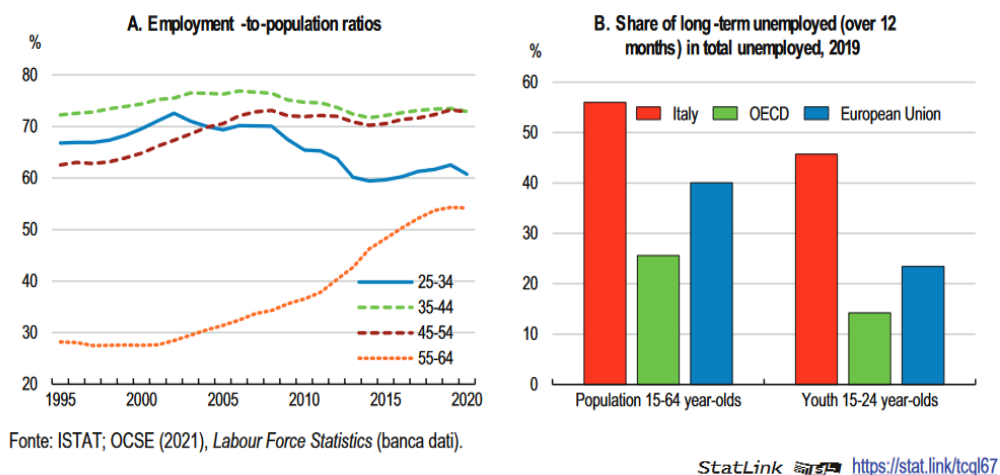 A. Employment -to-population ratios
%
80
70
60
50
40
30
20
25-34
35-44
45-54
55-64
1995
2000
2005
2010
2015
2020
B. Share of long -term unemployed (over 12
months) in total unemployed, 2019
%
60
50
40
30
20
10
0
Italy
OECD
European Union
Population 15-64 year-olds
Youth 15-24 year-olds
Fonte: ISTAT; OCSE (2021), Labour Force Statistics (banca dati).
StatLink https://stat.link/tcql67